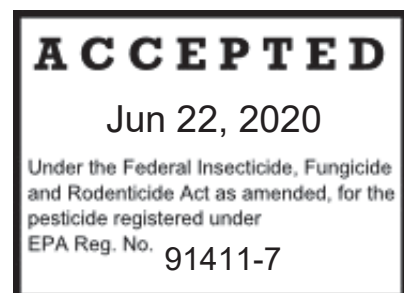 ACCEPTED
Jun 22, 2020
Under the Federal Insecticide, Fungicide
and Rodenticide Act as amended, for the
pesticide registered under
EPA Reg. No. 91411-7